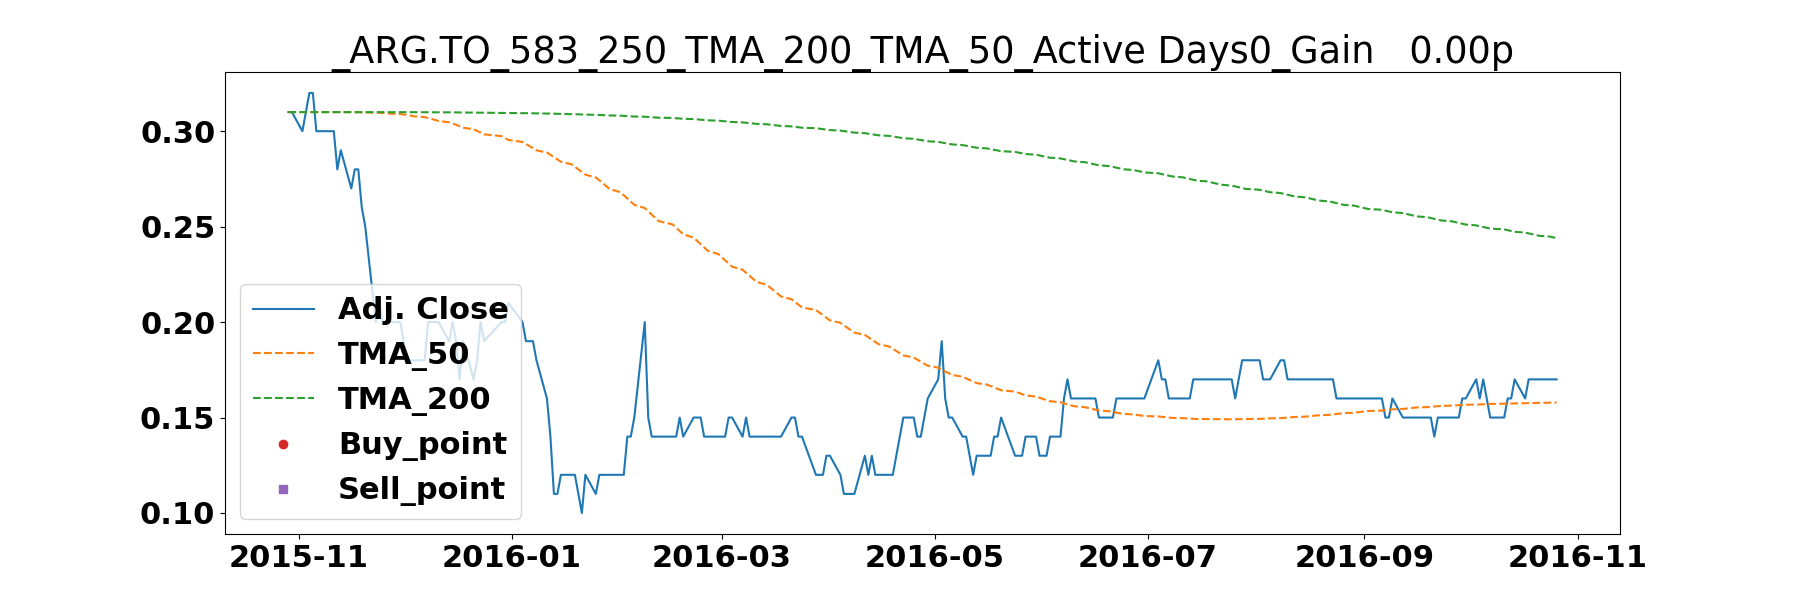 _ARG.TO_583_250_TMA_200_TMA_50_Active Days0_Gain   0.00p
0.30
0.25
0.20
0.15
0.10
Adj. Close
TMA_50
TMA_200
Buy_point
Sell_point
2015-11 2016-01 2016-03 2016-05 2016-07 2016-09 2016-11